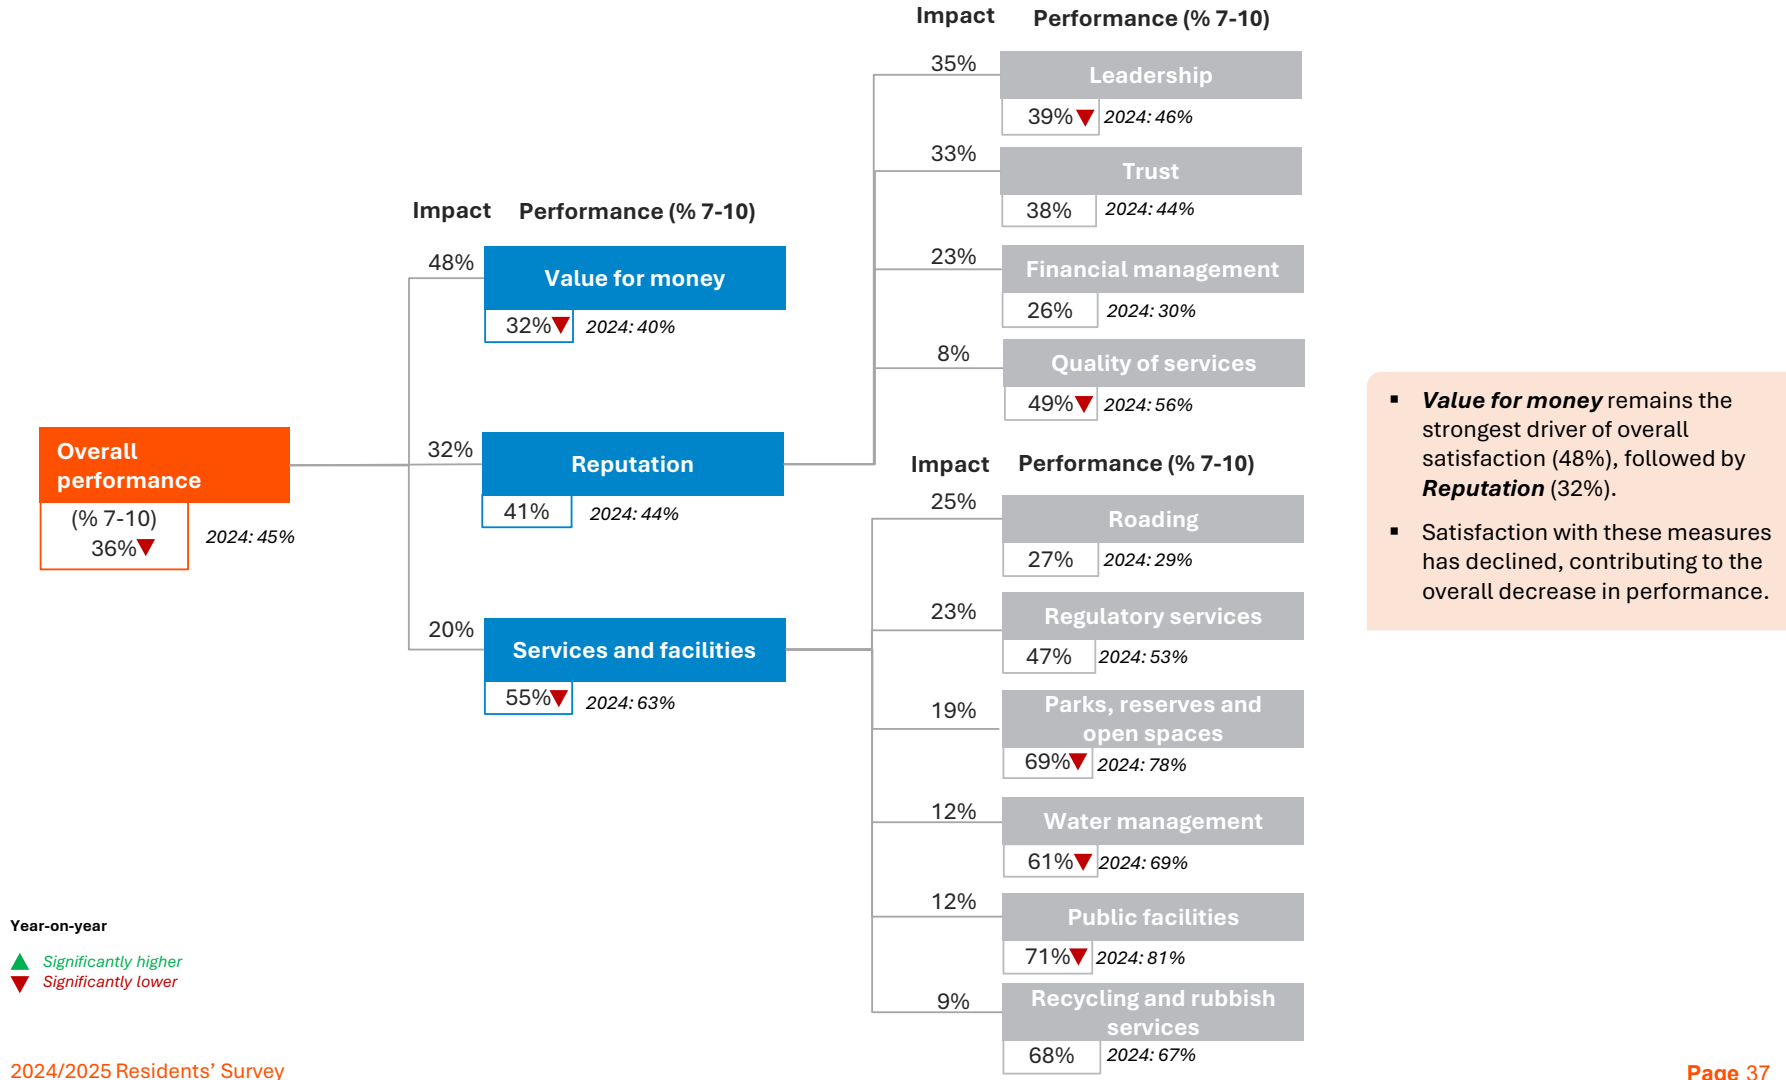 Impact Performance (% 7-10)
35% Leadership
39% 2024: 46%
33% Trust
38% 2024: 44%
23% Financial management
26% 2024: 30%
8% Quality of services
49% 2024: 56%
Impact Performance (% 7-10)
48% Value for money
32% 2024: 40%
32% Reputation
41% 2024: 44%
20% Services and facilities
55% 2024: 63%
Overall
performance
(% 7-10)
36% 2024: 45%
Impact Performance (% 7-10)
25% Roading
27% 2024: 29%
23% Regulatory services
47% 2024: 53%
19% Parks, reserves and
open spaces
69% 2024: 78%
12% Water management
61% 2024: 69%
12% Public facilities
71% 2024: 81%
9% Recycling and rubbish
services
68% 2024: 67%
▪ Value for money remains the
strongest driver of overall
satisfaction (48%), followed by
Reputation (32%).
▪ Satisfaction with these measures
has declined, contributing to the
overall decrease in performance.
Year-on-year
Significantly higher
Significantly lower
2024/2025 Residents’ Survey
Page 37